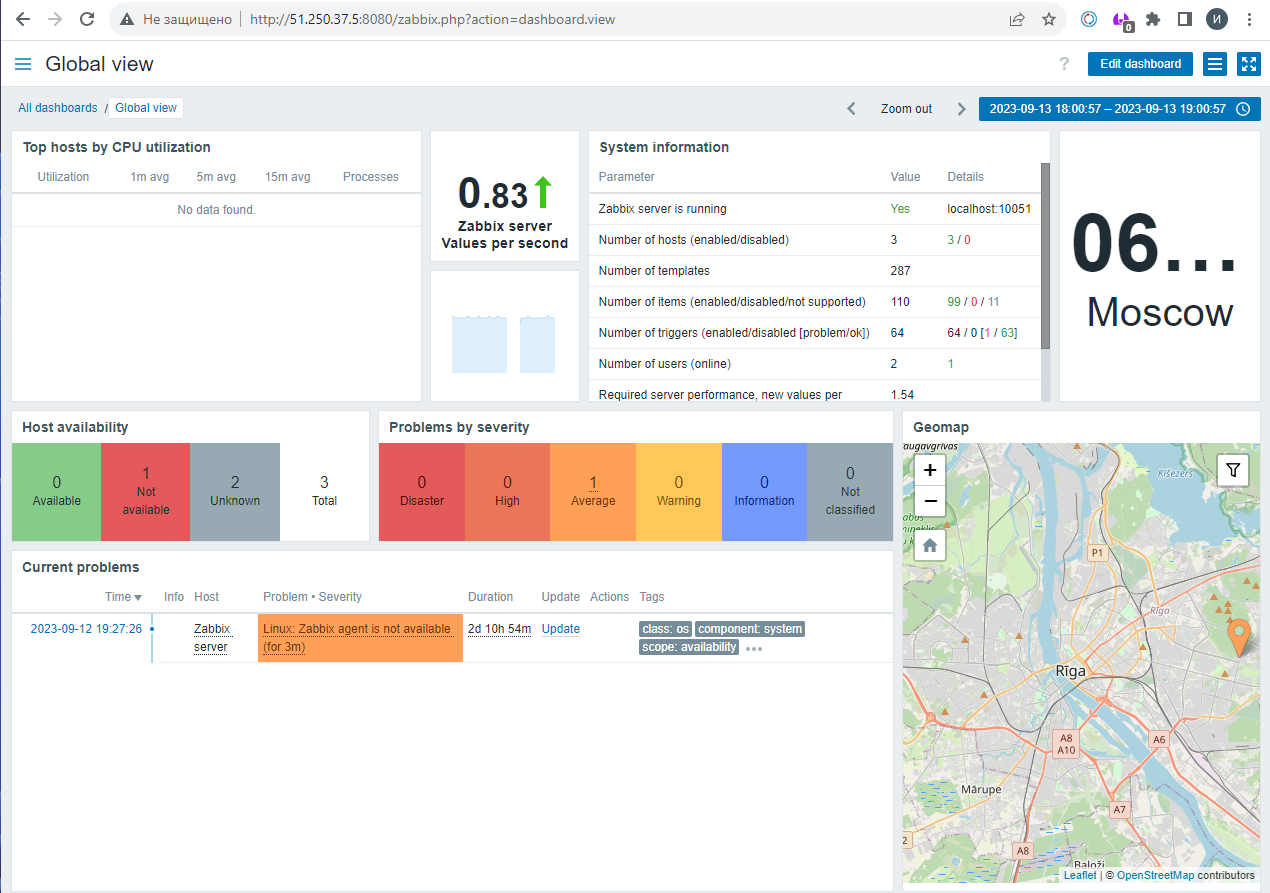 Не защищено
http://51.250.37.5:8080/zabbix.php?action=dashboard.view
0
И
Global view
?
Edit dashboard
All dashboards / Global view
Zoom out
2023-09-13 18:00:57 – 2023-09-13 19:00:57
Top hosts by CPU utilization
Utilization 1m avg 5m avg 15m avg Processes
No data found.
0.83
Zabbix server
Values per second
System information
Parameter Value Details
Zabbix server is running Yes localhost:10051
Number of hosts (enabled/disabled) 3 3 / 0
Number of templates 287
Number of items (enabled/disabled/not supported) 110 99 / 0 / 11
Number of triggers (enabled/disabled [problem/ok]) 64 64 / 0 [1 / 63]
Number of users (online) 2 1
Required server performance, new values per 1.54
06...
Moscow
Host availability
0
Available
1
Not
available
2
Unknown
3
Total
Problems by severity
0
Disaster
0
High
1
Average
0
Warning
0
Information
0
Not
classified
Current problems
Time Info Host Problem • Severity Duration Update Actions Tags
2023-09-12 19:27:26 Zabbix server Linux: Zabbix agent is not available (for 3m) 2d 10h 54m Update class: os component: system
scope: availability •••
Geomap
+
−
Ķīšezers
P1
Rīga
Rīga
A8
A10
A6
Mārupe
A7
2
A8
Baloži
Leaflet | © OpenStreetMap contributors